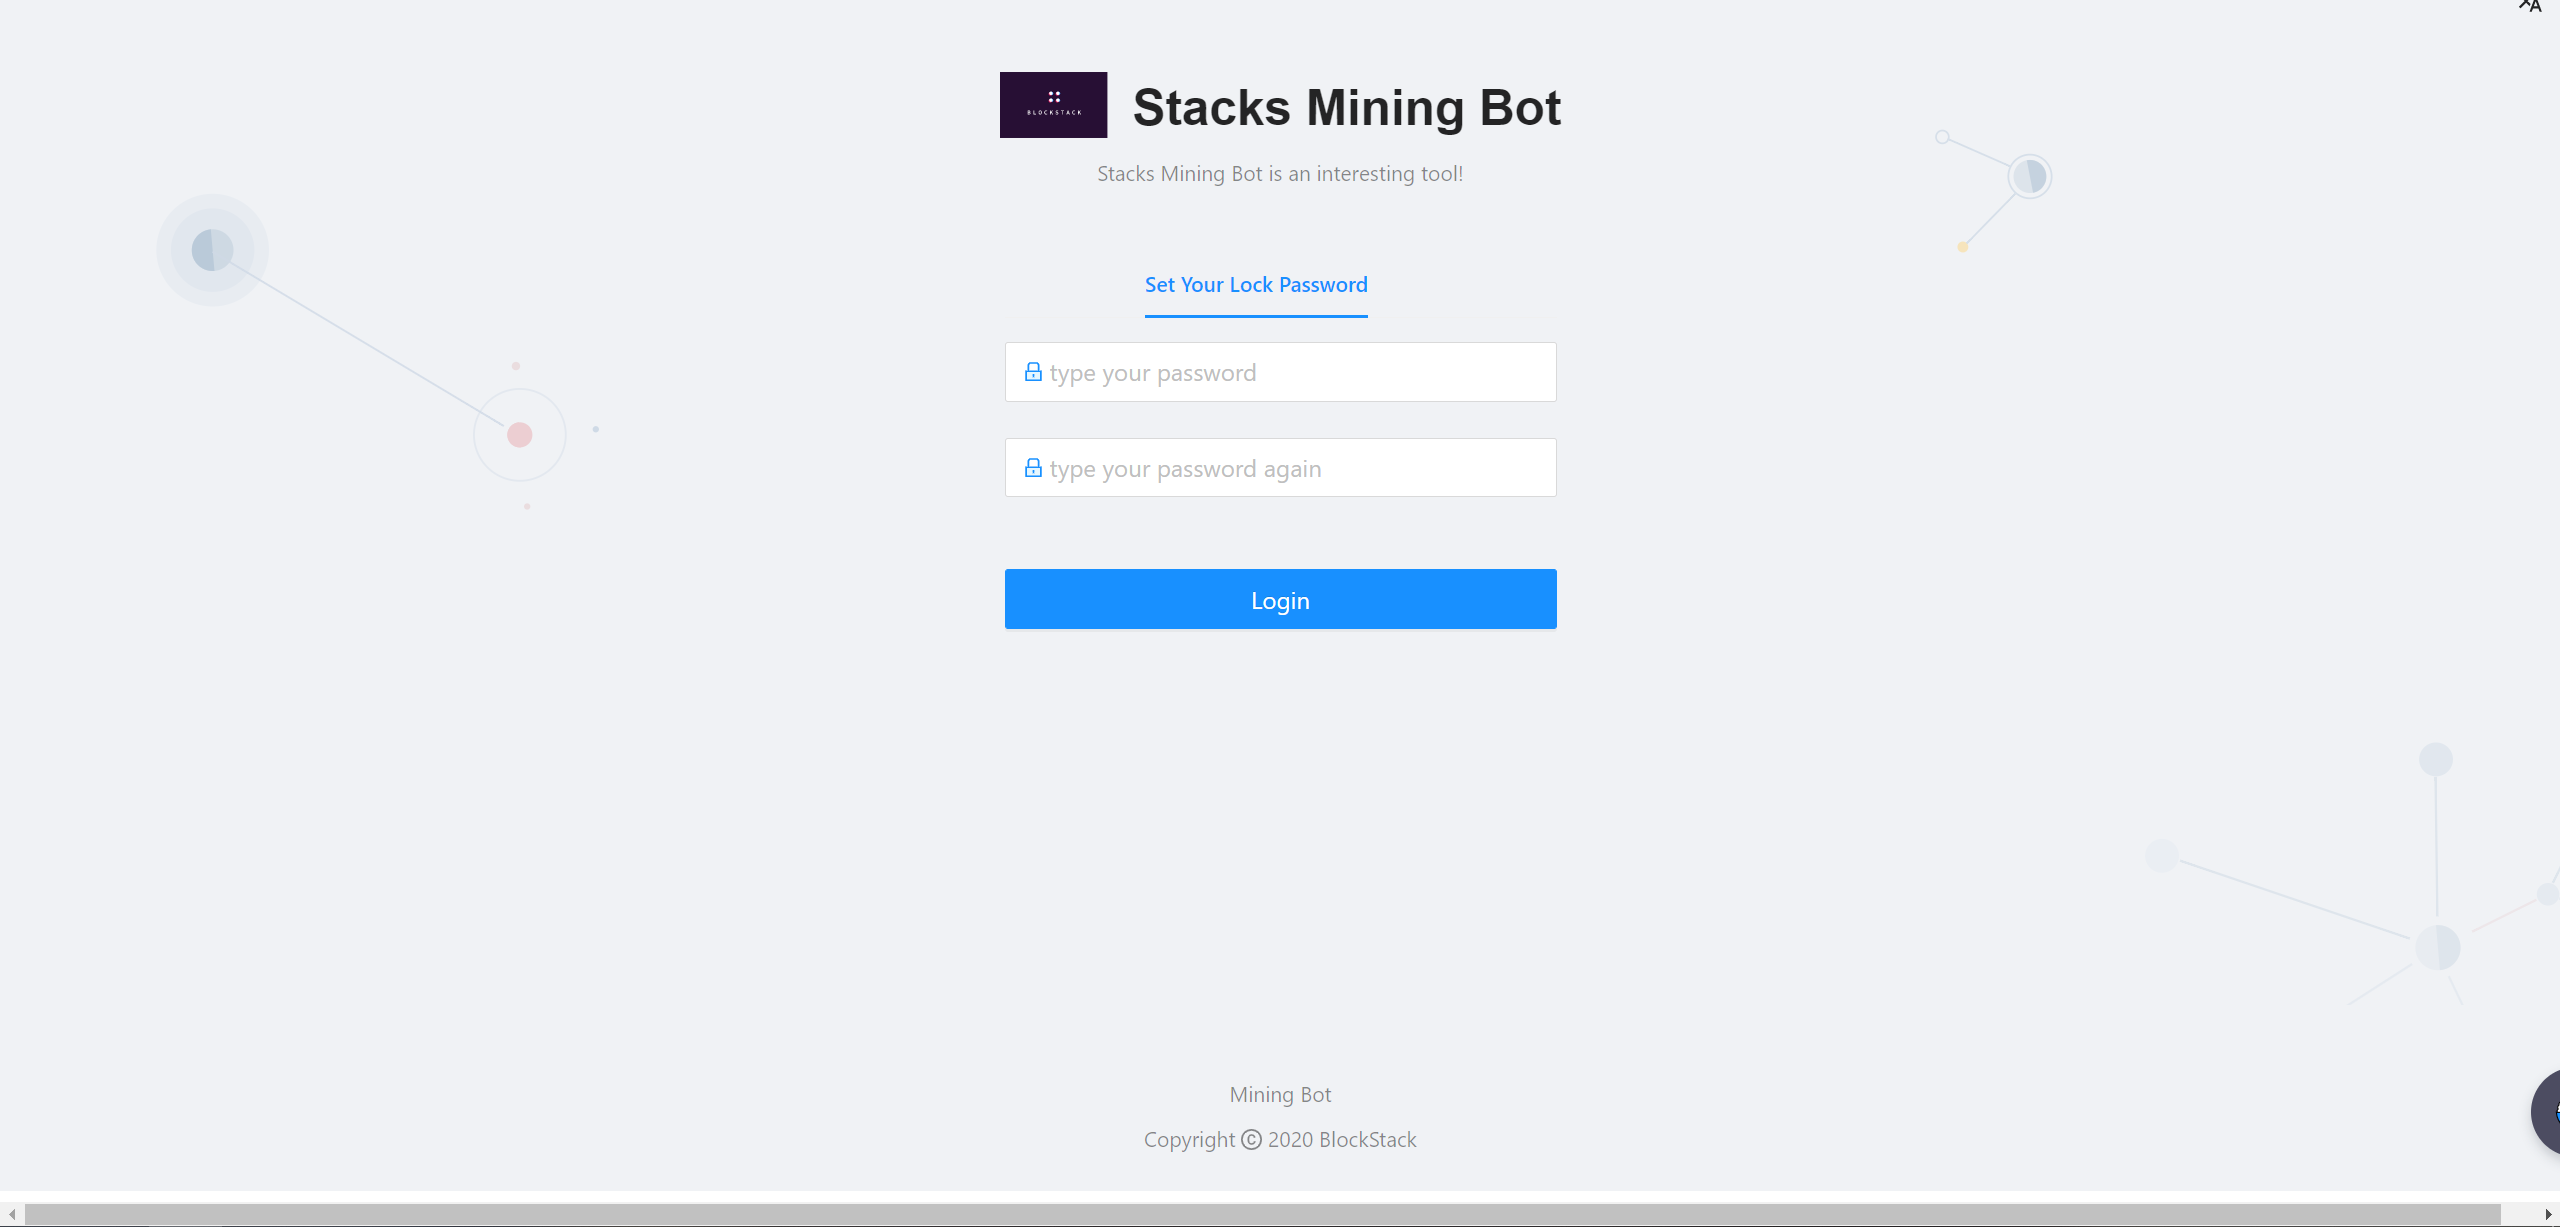 BLOCKSTACK
Stacks Mining Bot
Stacks Mining Bot is an interesting tool!
Set Your Lock Password
type your password
type your password again
Login
Mining Bot
Copyright © 2020 BlockStack